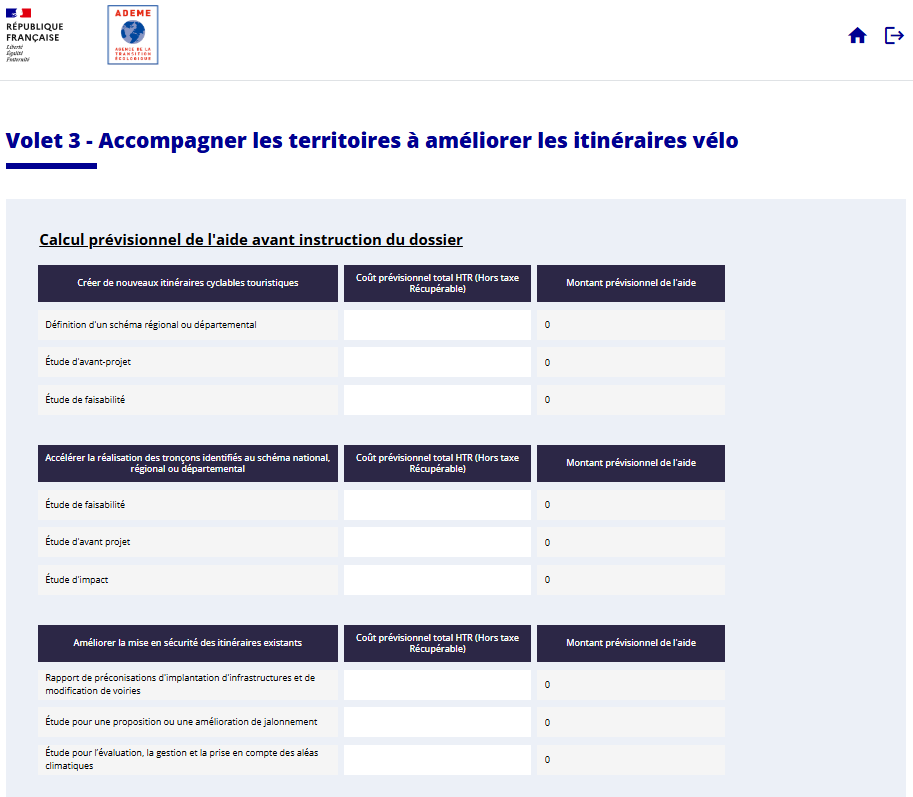 RÉPUBLIQUE
FRANÇAISE
Liberté
Égalité
Fraternité
ADEME
AGENCE DE LA
TRANSITION
ÉCOLOGIQUE
Volet 3 - Accompagner les territoires à améliorer les itinéraires vélo
Calcul prévisionnel de l'aide avant instruction du dossier
Créer de nouveaux itinéraires cyclables touristiques
Coût prévisionnel total HTR (Hors taxe
Récupérable)
Montant prévisionnel de l'aide
Définition d'un schéma régional ou départemental
0
Étude d'avant-projet
0
Étude de faisabilité
0
Accélérer la réalisation des tronçons identifiés au schéma national,
régional ou départemental
Coût prévisionnel total HTR (Hors taxe
Récupérable)
Montant prévisionnel de l'aide
Étude de faisabilité
0
Étude d'avant projet
0
Étude d'impact
0
Améliorer la mise en sécurité des itinéraires existants
Coût prévisionnel total HTR (Hors taxe
Récupérable)
Montant prévisionnel de l'aide
Rapport de préconisations d'implantation d'infrastructures et de
modification de voiries
0
Étude pour une proposition ou une amélioration de jalonnement
0
Étude pour l'évaluation, la gestion et la prise en compte des aléas
climatiques
0